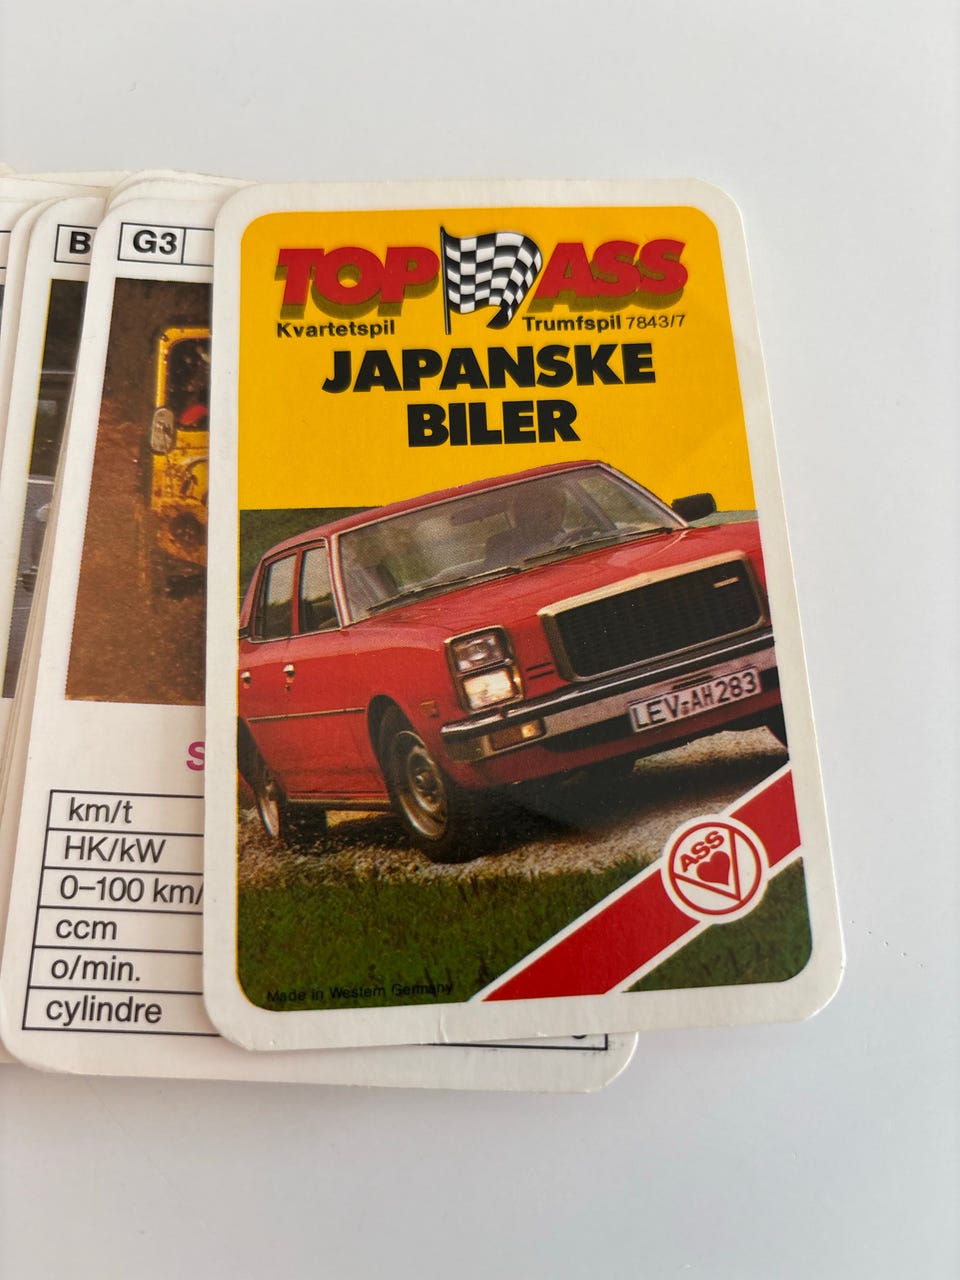 TOP ASS
Kvartetspil Trumfspil 7843/7
JAPANSKE
BILER
LEV AH 283
ASS
Made in Western Germany
B
G3
S
km/t
HK/kW
0–100 km/
ccm
o/min.
cylindre